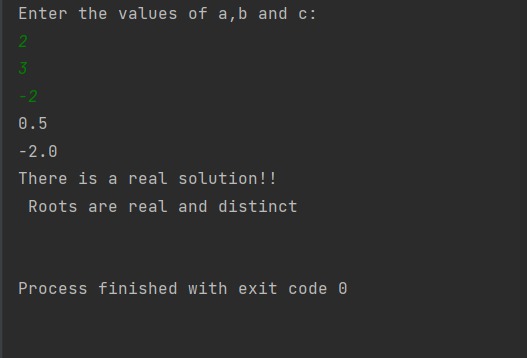 Enter the values of a,b and c:
2
3
-2
0.5
-2.0
There is a real solution!!
Roots are real and distinct
Process finished with exit code 0